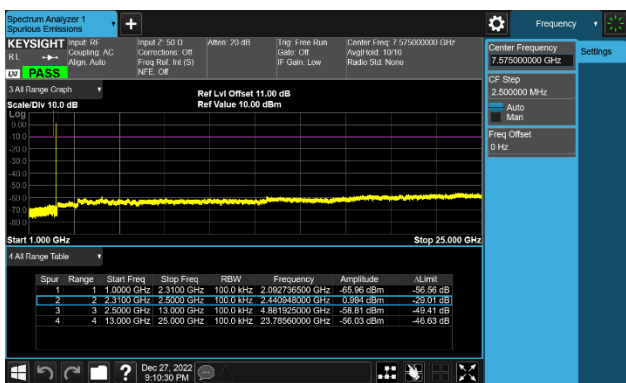 Spectrum Analyzer 1
Spurious Emissions
Frequency
KEYSIGHT Input: RF Input Z: 50 Ω Atten: 20 dB Trig: Free Run Center Freq: 7.575000000 GHz
RL Coupling: AC Corrections: Off Gate: Off Avg|Hold: 10/10
Align: Auto Freq Ref: Int (S) IF Gain: Low Radio Std: None
LXI PASS NFE: Off
Center Frequency
7.575000000 GHz
Settings
CF Step
2.500000 MHz
Auto
Man
Freq Offset
0 Hz
3 All Range Graph
Ref Lvl Offset 11.00 dB
Scale/Div 10.0 dB Ref Value 10.00 dBm
Log
0.00
-10.0
-20.0
-30.0
-40.0
-50.0
-60.0
-70.0
-80.0
Start 1.000 GHz Stop 25.000 GHz
4 All Range Table
Spur Range Start Freq Stop Freq RBW Frequency Amplitude ΔLimit
1 1 1.0000 GHz 2.3100 GHz 100.0 kHz 2.092736500 GHz -65.96 dBm -56.56 dB
2 2 2.3100 GHz 2.5000 GHz 100.0 kHz 2.440948000 GHz 0.994 dBm -29.01 dB
3 3 2.5000 GHz 13.000 GHz 100.0 kHz 4.881925000 GHz -58.81 dBm -49.41 dB
4 4 13.000 GHz 25.000 GHz 100.0 kHz 23.78560000 GHz -56.03 dBm -46.63 dB
Dec 27, 2022
9:10:30 PM